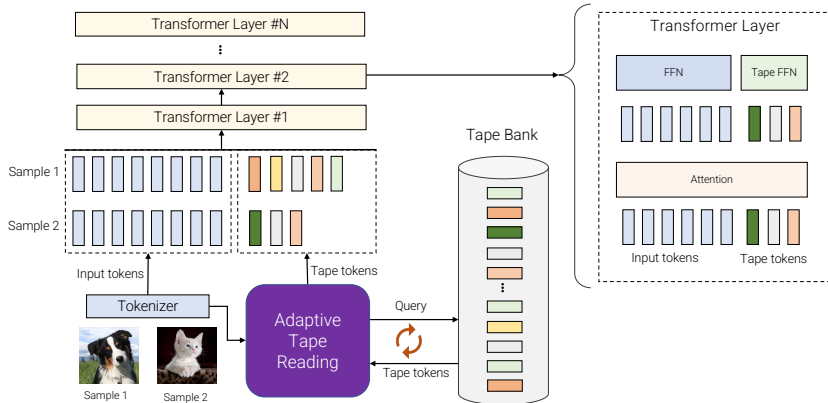 Transformer Layer #N
Transformer Layer #2
Transformer Layer #1
Sample 1
Sample 2
Input tokens
Tape tokens
Tokenizer
Adaptive
Tape
Reading
Query
Tape tokens
Sample 1
Sample 2
Tape Bank
Transformer Layer
FFN
Tape FFN
Attention
Input tokens
Tape tokens